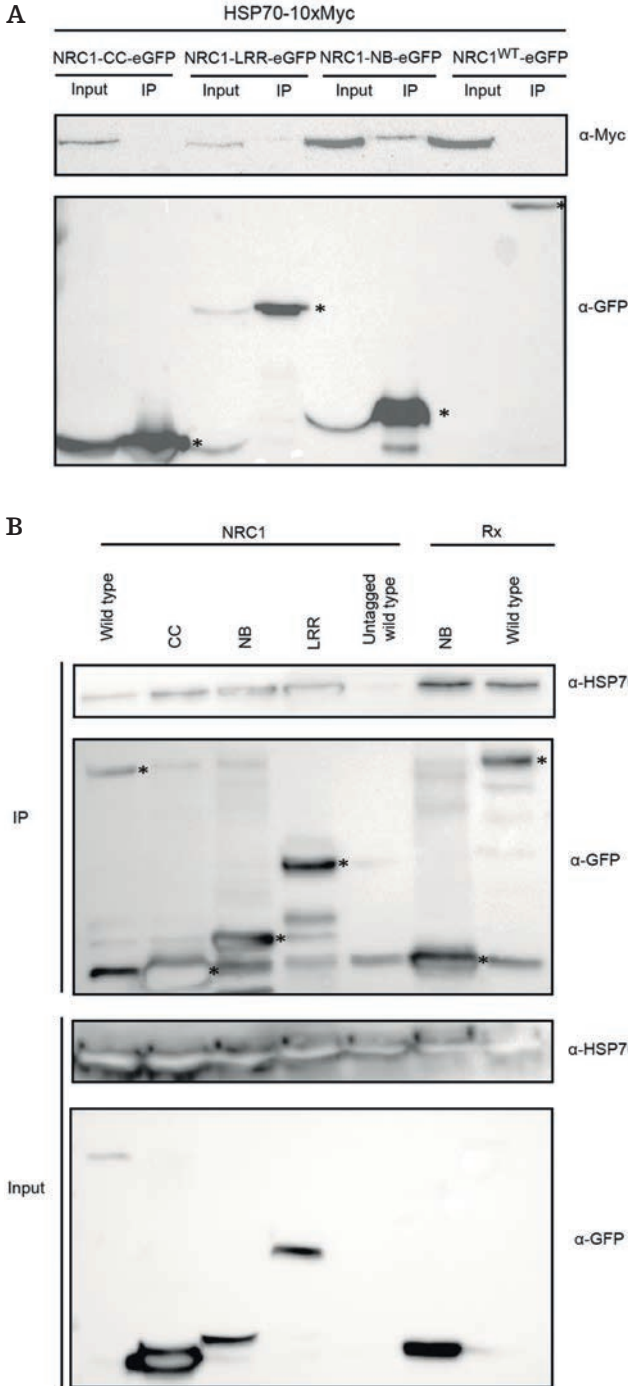 A
HSP70-10xMyc
NRC1-CC-eGFP NRC1-LRR-eGFP NRC1-NB-eGFP NRC1WT-eGFP
Input IP Input IP Input IP Input IP
α-Myc
*
* α-GFP
*
*
B
NRC1 Rx
Wild type CC NB LRR Untagged wild type NB Wild type
α-HSP7
* *
IP
* α-GFP
*
* *
α-HSP7
Input
α-GFP